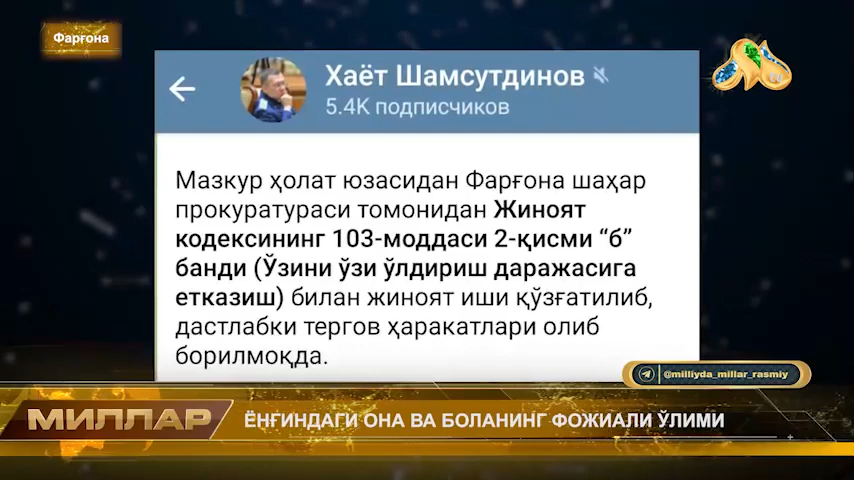 Фарғона
Хаёт Шамсутдинов
5.4K подписчиков
tv
Мазкур ҳолат юзасидан Фарғона шаҳар
прокуратураси томонидан Жиноят
кодексининг 103-моддаси 2-қисми “б”
банди (Ўзини ўзи ўлдириш даражасига
етказиш) билан жиноят иши қўзғатилиб,
дастлабки тергов ҳаракатлари олиб
борилмоқда.
@milliyda_millar_rasmiy
МИЛЛАР
ЁНҒИНДАГИ ОНА ВА БОЛАНИНГ ФОЖИАЛИ ЎЛИМИ